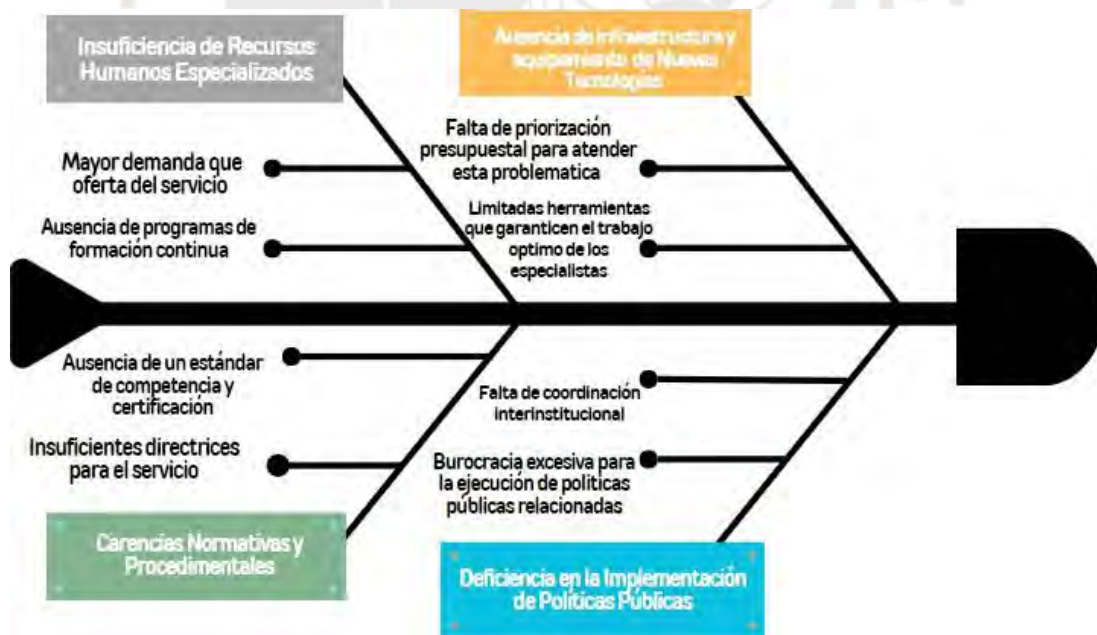 Insuficiencia de Recursos
Humanos Especializados
Ausencia de Infraestructura y
equipamiento de Nuevas
Tecnologías
Mayor demanda que
oferta del servicio
Ausencia de programas de
formación continua
Falta de priorización
presupuestal para atender
esta problematica
Limitadas herramientas
que garanticen el trabajo
optimo de los
especialistas
Ausencia de un estándar
de competencia y
certificación
Insuficientes directrices
para el servicio
Falta de coordinación
interinstitucional
Burocracia excesiva para
la ejecución de politicas
públicas relacionadas
Carencias Normativas y
Procedimentales
Deficiencia en la Implementación
de Políticas Públicas